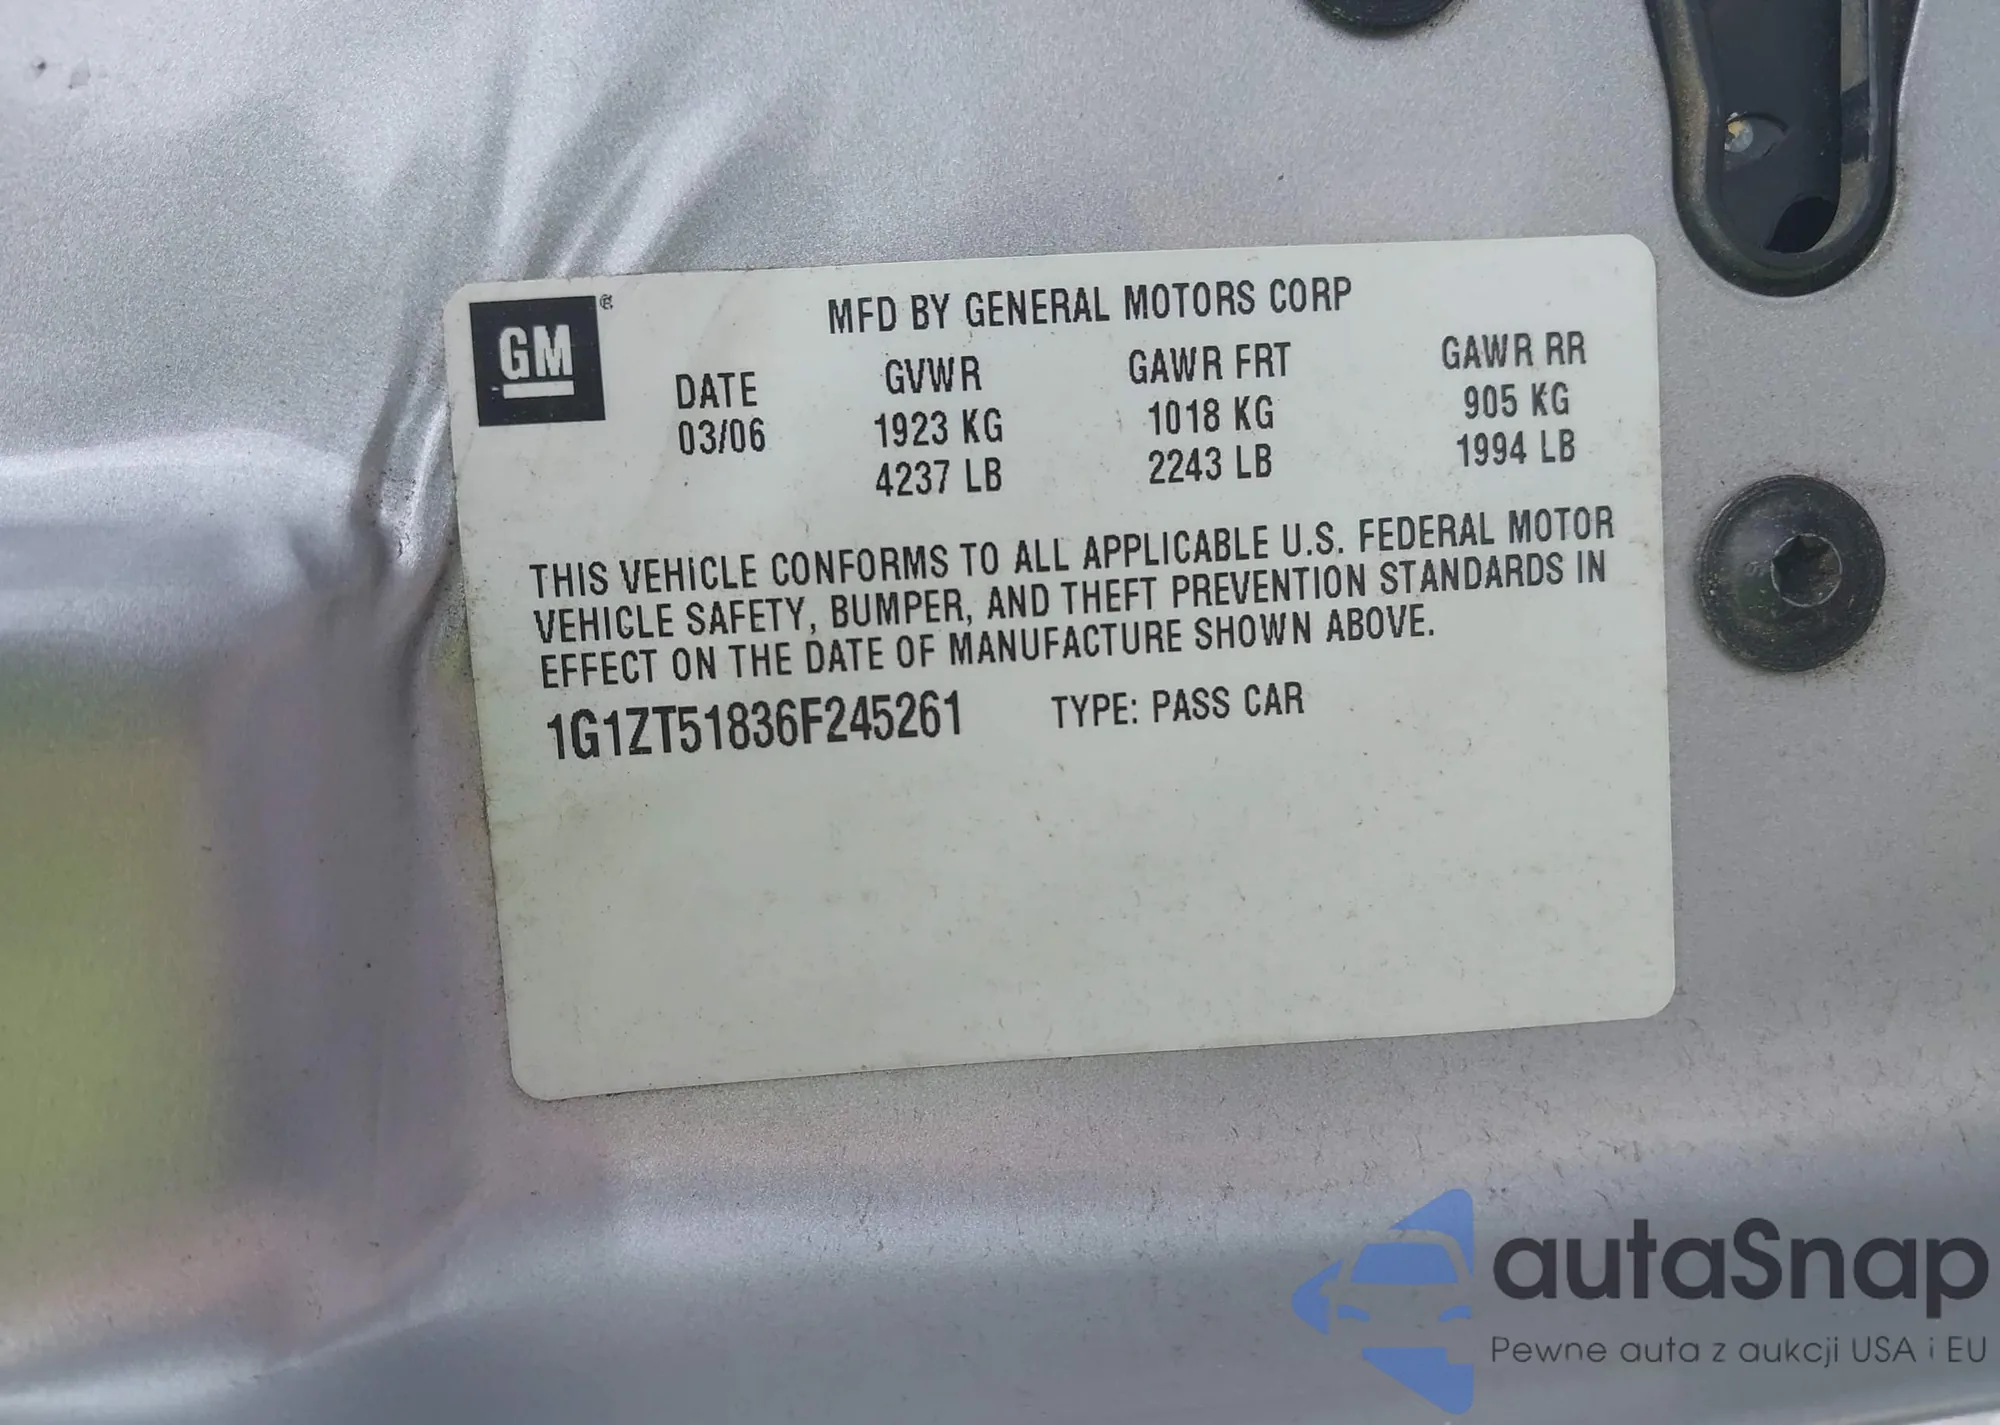 GM®
MFD BY GENERAL MOTORS CORP
DATE GVWR GAWR FRT GAWR RR
03/06 1923 KG 1018 KG 905 KG
4237 LB 2243 LB 1994 LB
THIS VEHICLE CONFORMS TO ALL APPLICABLE U.S. FEDERAL MOTOR
VEHICLE SAFETY, BUMPER, AND THEFT PREVENTION STANDARDS IN
EFFECT ON THE DATE OF MANUFACTURE SHOWN ABOVE.
1G1ZT51836F245261 TYPE: PASS CAR
autaSnap
Pewne auta z aukcji USA i EU